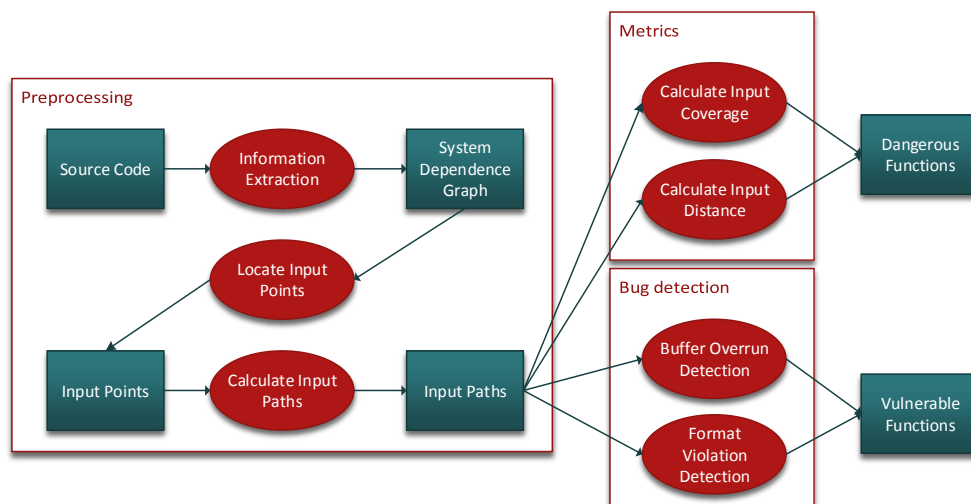 Preprocessing
Source Code
Information
Extraction
System
Dependence
Graph
Locate Input
Points
Input Points
Calculate Input
Paths
Input Paths
Metrics
Calculate Input
Coverage
Calculate Input
Distance
Dangerous
Functions
Bug detection
Buffer Overrun
Detection
Format
Violation
Detection
Vulnerable
Functions